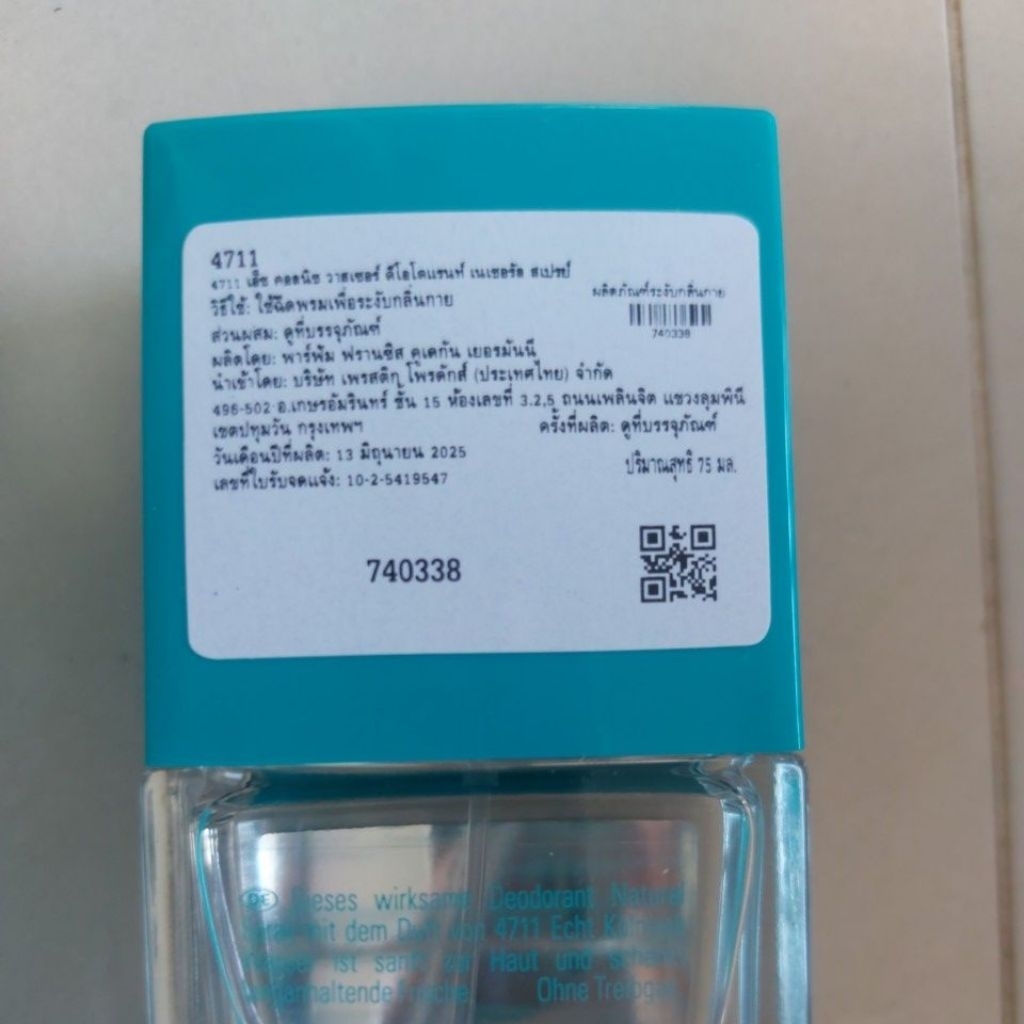 4711
4711 เอ็ช คอลนิช วาสเซอร์ ดีโอโดแรนท์ เนเชอรัล สเปรย์
วิธีใช้: ใช้ฉีดพรมเพื่อระงับกลิ่นกาย
ผลิตภัณฑ์ระงับกลิ่นกาย
740338
ส่วนผสม: ดูที่บรรจุภัณฑ์
ผลิตโดย: พาร์ฟัม ฟรานซิส คูเดกัน เยอรมันนี
นำเข้าโดย: บริษัท เพรสติก โพรดักส์ (ประเทศไทย) จำกัด
496-502 อ.เกษรอัมรินทร์ ชั้น 15 ห้องเลขที่ 3.2,5 ถนนเพลินจิต แขวงลุมพินี
เขตปทุมวัน กรุงเทพฯ
ครั้งที่ผลิต: ดูที่บรรจุภัณฑ์
วันเดือนปีที่ผลิต: 13 มิถุนายน 2025
ปริมาณสุทธิ 75 มล.
เลขที่ใบรับจดแจ้ง: 10-2-5419547
740338
DE Dieses wirksame Deodorant Natural
Spray mit dem Duft von 4711 Echt Kölnisch
Wasser ist sanft zur Haut und schenkt
langanhaltende Frische. Ohne Treibgas.